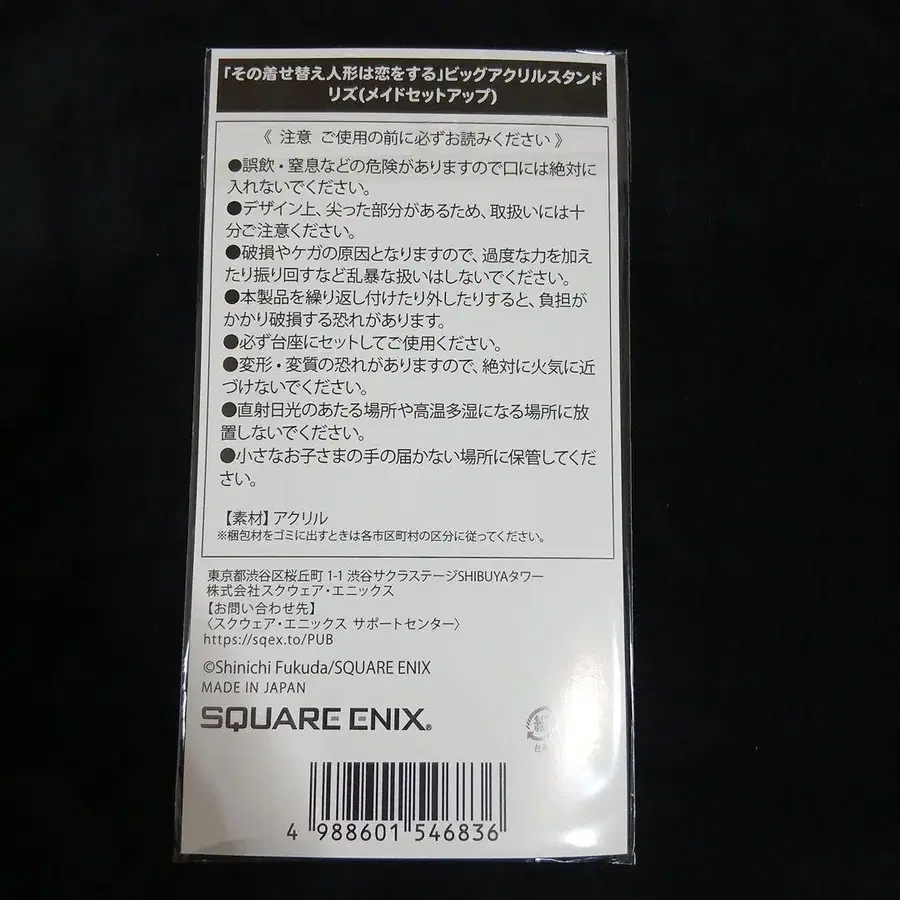 「その着せ替え人形は恋をする」ビッグアクリルスタンド
リズ(メイドセットアップ)
《 注意 ご使用の前に必ずお読みください 》
●誤飲・窒息などの危険がありますので口には絶対に
入れないでください。
●デザイン上、尖った部分があるため、取扱いには十
分ご注意ください。
●破損やケガの原因となりますので、過度な力を加え
たり振り回すなど乱暴な扱いはしないでください。
●本製品を繰り返し付けたり外したりすると、負担が
かかり破損する恐れがあります。
●必ず台座にセットしてご使用ください。
●変形・変質の恐れがありますので、絶対に火気に近
づけないでください。
●直射日光のあたる場所や高温多湿になる場所に放
置しないでください。
●小さなお子さまの手の届かない場所に保管してくだ
さい。
【素材】アクリル
※梱包材をゴミに出すときは各市区町村の区分に従ってください。
東京都渋谷区桜丘町 1-1 渋谷サクラステージSHIBUYAタワー
株式会社スクウェア・エニックス
【お問い合わせ先】
〈スクウェア・エニックス サポートセンター〉
https://sqex.to/PUB
©Shinichi Fukuda/SQUARE ENIX
MADE IN JAPAN
SQUARE ENIX®
4 988601 546836